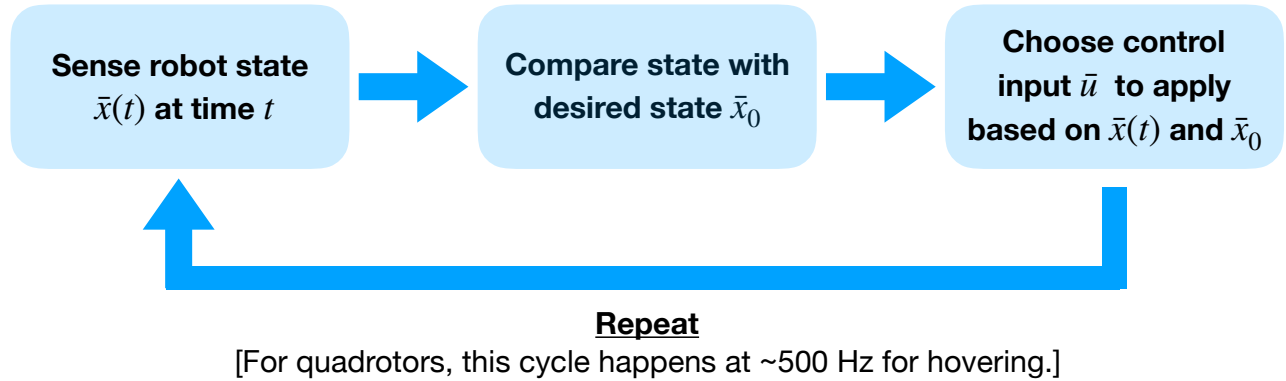 Sense robot state
x̄(t) at time t
Compare state with
desired state x̄₀
Choose control
input ū to apply
based on x̄(t) and x̄₀
Repeat
[For quadrotors, this cycle happens at ~500 Hz for hovering.]